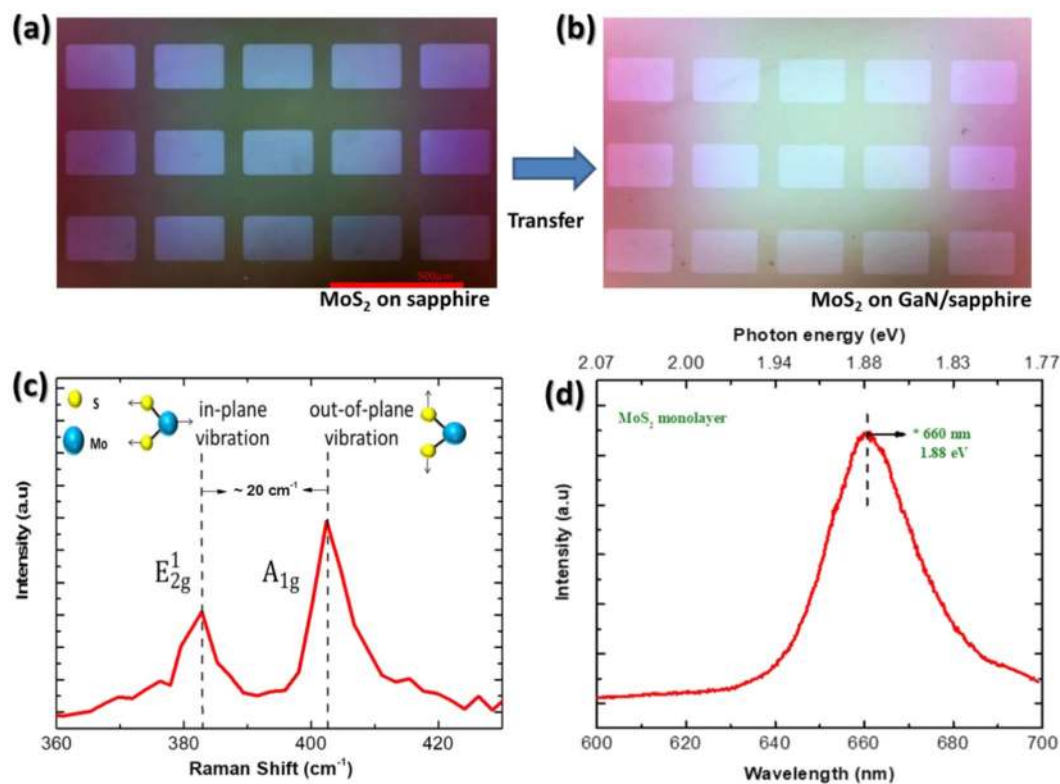 (a)
(b)
500μm
Transfer
MoS₂ on sapphire
MoS₂ on GaN/sapphire
(c)
S
Mo
in-plane
vibration
out-of-plane
vibration
~ 20 cm⁻¹
E¹₂g
A₁g
Intensity (a.u)
360 380 400 420
Raman Shift (cm⁻¹)
Photon energy (eV)
2.07 2.00 1.94 1.88 1.83 1.77
(d)
MoS₂ monolayer
* 660 nm
1.88 eV
Intensity (a.u)
600 620 640 660 680 700
Wavelength (nm)